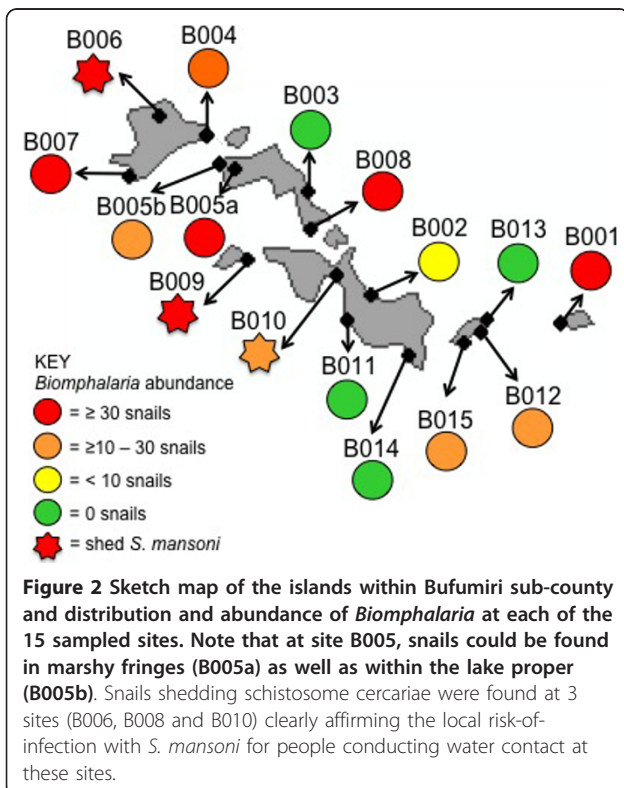 B006
B004
B003
B007
B008
B005b
B005a
B002
B013
B001
B009
B010
B011
B012
B015
B014
KEY
Biomphalaria abundance
= ≥ 30 snails
= ≥10 – 30 snails
= < 10 snails
= 0 snails
= shed S. mansoni
Figure 2 Sketch map of the islands within Bufumiri sub-county
and distribution and abundance of Biomphalaria at each of the
15 sampled sites. Note that at site B005, snails could be found
in marshy fringes (B005a) as well as within the lake proper
(B005b). Snails shedding schistosome cercariae were found at 3
sites (B006, B008 and B010) clearly affirming the local risk-of-
infection with S. mansoni for people conducting water contact at
these sites.